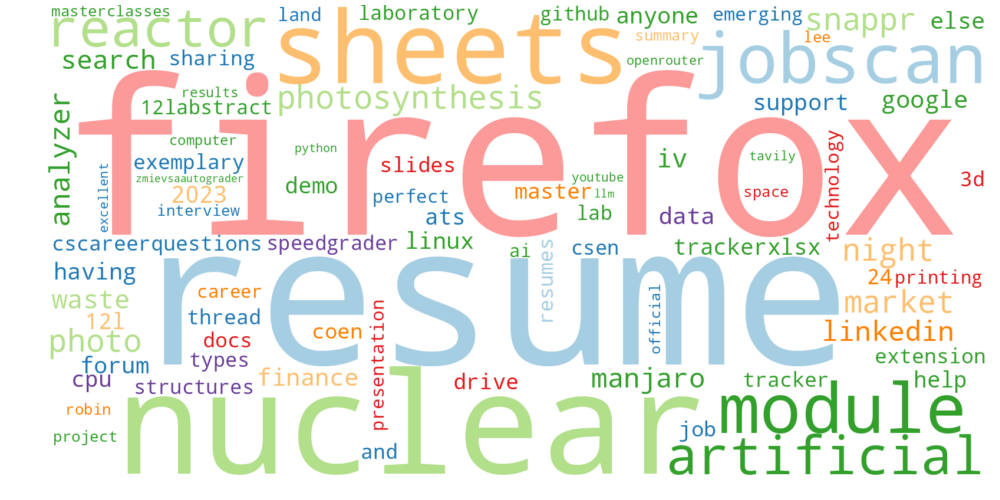 masterclasses
reactor
sheets
laboratory
github
anyone
emerging
snappr
else
land
summary
lee
jobscan
search
sharing
openrouter
firefox
analyzer
results
12labstract
photosynthesis
support
google
computer
exemplary
python
slides
iv
tavily
technology
zmievsaautograder
demo
youtube
excellent
2023
perfect
master
llm
space
3d
interview
ats
lab
data
cscareerquestions
speedgrader
linux
ai
resumes
csen
trackerxlsx
night
resume
having
24
printing
waste
career
official
market
12l
thread
coen
presentation
linkedin
photo
docs
forum
types
extension
cpu
structures
finance
drive
manjaro
tracker
help
nuclear
module
robin
project
and
job
artificial